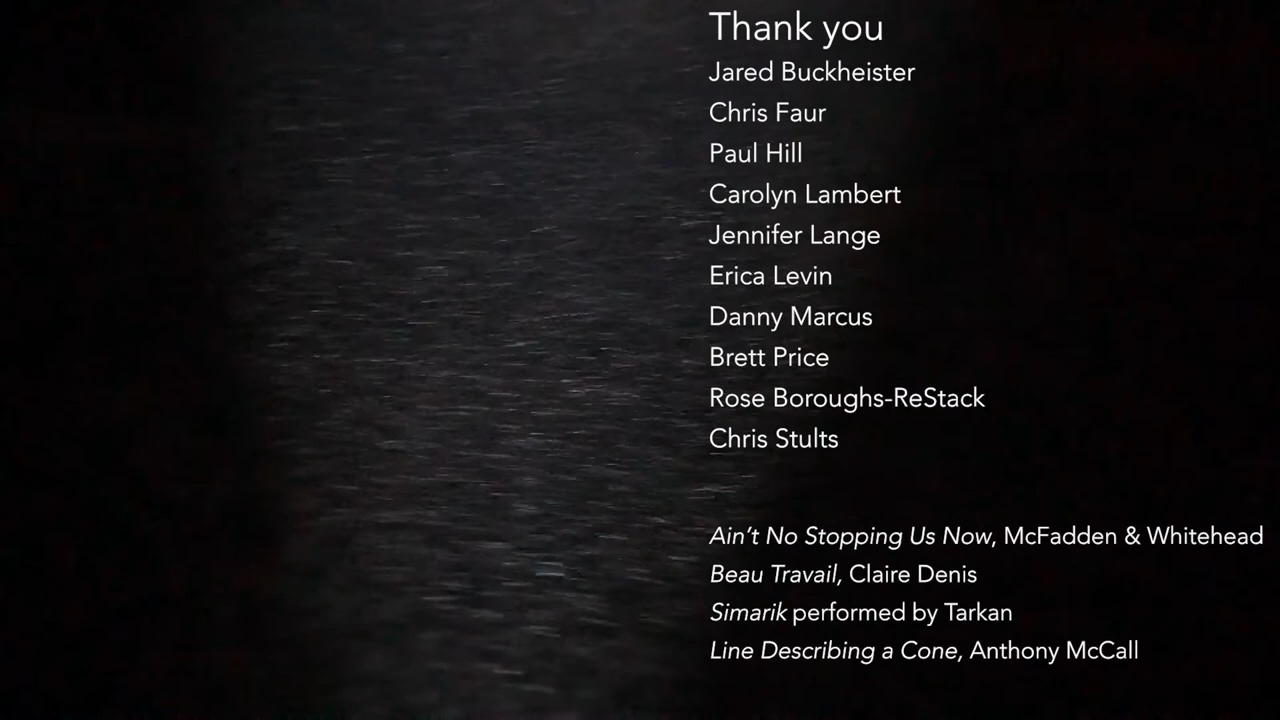 Thank you
Jared Buckheister
Chris Faur
Paul Hill
Carolyn Lambert
Jennifer Lange
Erica Levin
Danny Marcus
Brett Price
Rose Boroughs-ReStack
Chris Stults
Ain’t No Stopping Us Now, McFadden & Whitehead
Beau Travail, Claire Denis
Simarik performed by Tarkan
Line Describing a Cone, Anthony McCall